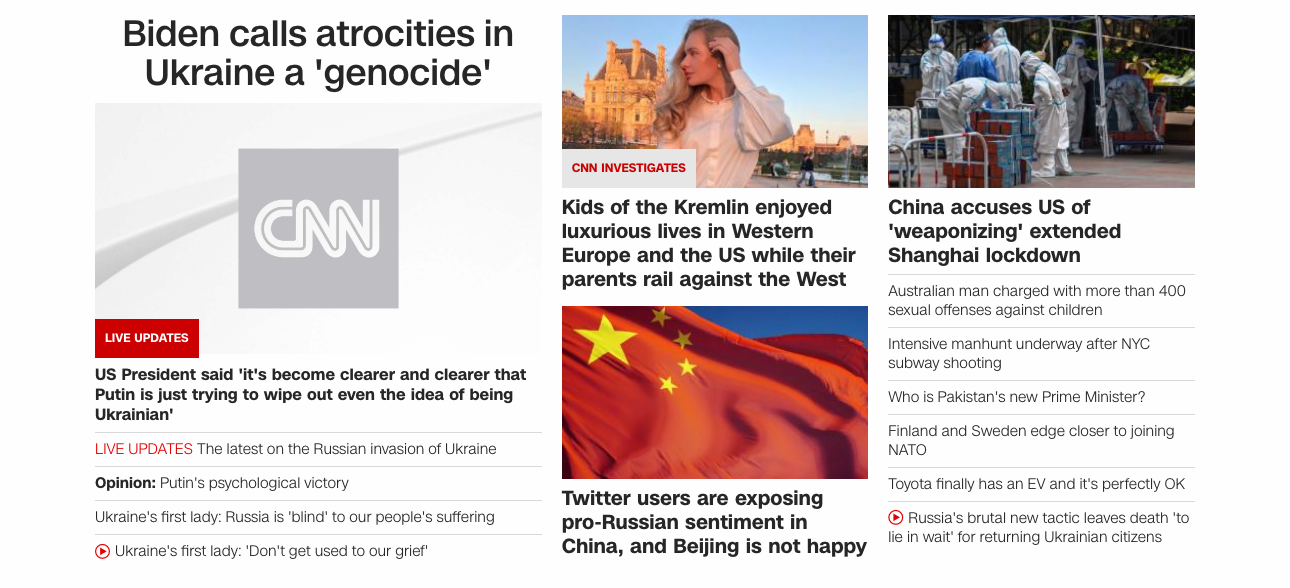 Biden calls atrocities in
Ukraine a 'genocide'
CNN
LIVE UPDATES
US President said 'it's become clearer and clearer that
Putin is just trying to wipe out even the idea of being
Ukrainian'
LIVE UPDATES The latest on the Russian invasion of Ukraine
Opinion: Putin's psychological victory
Ukraine's first lady: Russia is 'blind' to our people's suffering
Ukraine's first lady: 'Don't get used to our grief'
CNN INVESTIGATES
Kids of the Kremlin enjoyed
luxurious lives in Western
Europe and the US while their
parents rail against the West
Twitter users are exposing
pro-Russian sentiment in
China, and Beijing is not happy
China accuses US of
'weaponizing' extended
Shanghai lockdown
Australian man charged with more than 400
sexual offenses against children
Intensive manhunt underway after NYC
subway shooting
Who is Pakistan's new Prime Minister?
Finland and Sweden edge closer to joining
NATO
Toyota finally has an EV and it's perfectly OK
Russia's brutal new tactic leaves death 'to
lie in wait' for returning Ukrainian citizens